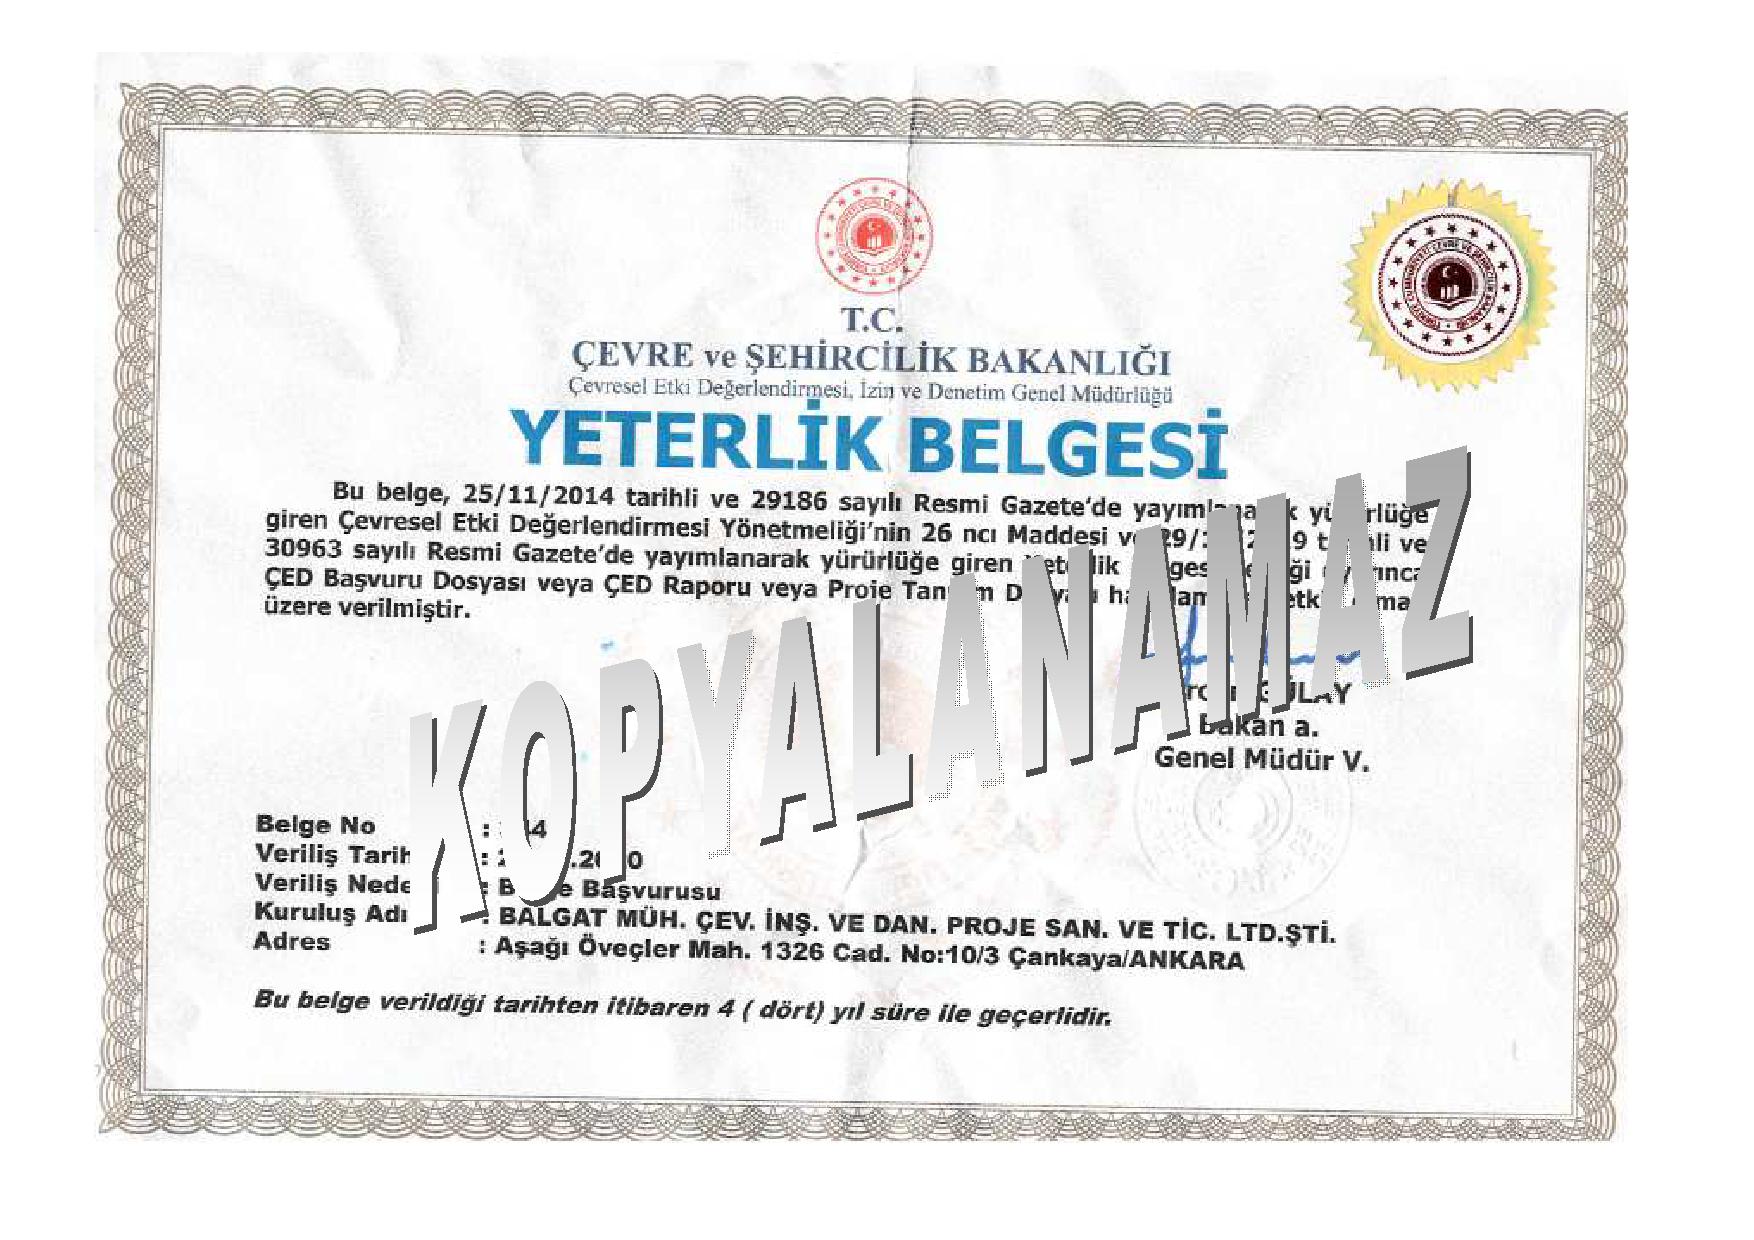 T.C.
ÇEVRE ve ŞEHİRCİLİK BAKANLIĞI
Çevresel Etki Değerlendirmesi, İzin ve Denetim Genel Müdürlüğü
YETERLİK BELGESİ
Bu belge, 25/11/2014 tarihli ve 29186 sayılı Resmi Gazete'de
giren Çevresel Etki Değerlendirmesi Yönetmeliği'nin 26 ncı Maddesi
30963 sayılı Resmi Gazete'de yayımlanarak yürürlüğe giren
ÇED Başvuru Dosyası veya ÇED Raporu veya Proje
üzere verilmiştir.
KOPYALANAMAZ
GÜLAY
Bakan a.
Genel Müdür V.
Belge No :
Veriliş Tarih :
Veriliş : Başvurusu
Kuruluş Adı : BALGAT MÜH. ÇEV. İNŞ. VE DAN. PROJE SAN. VE TİC. LTD.ŞTİ.
Adres : Aşağı Öveçler Mah. 1326 Cad. No:10/3 Çankaya/ANKARA
Bu belge verildiği tarihten itibaren 4 ( dört) yıl süre ile geçerlidir.